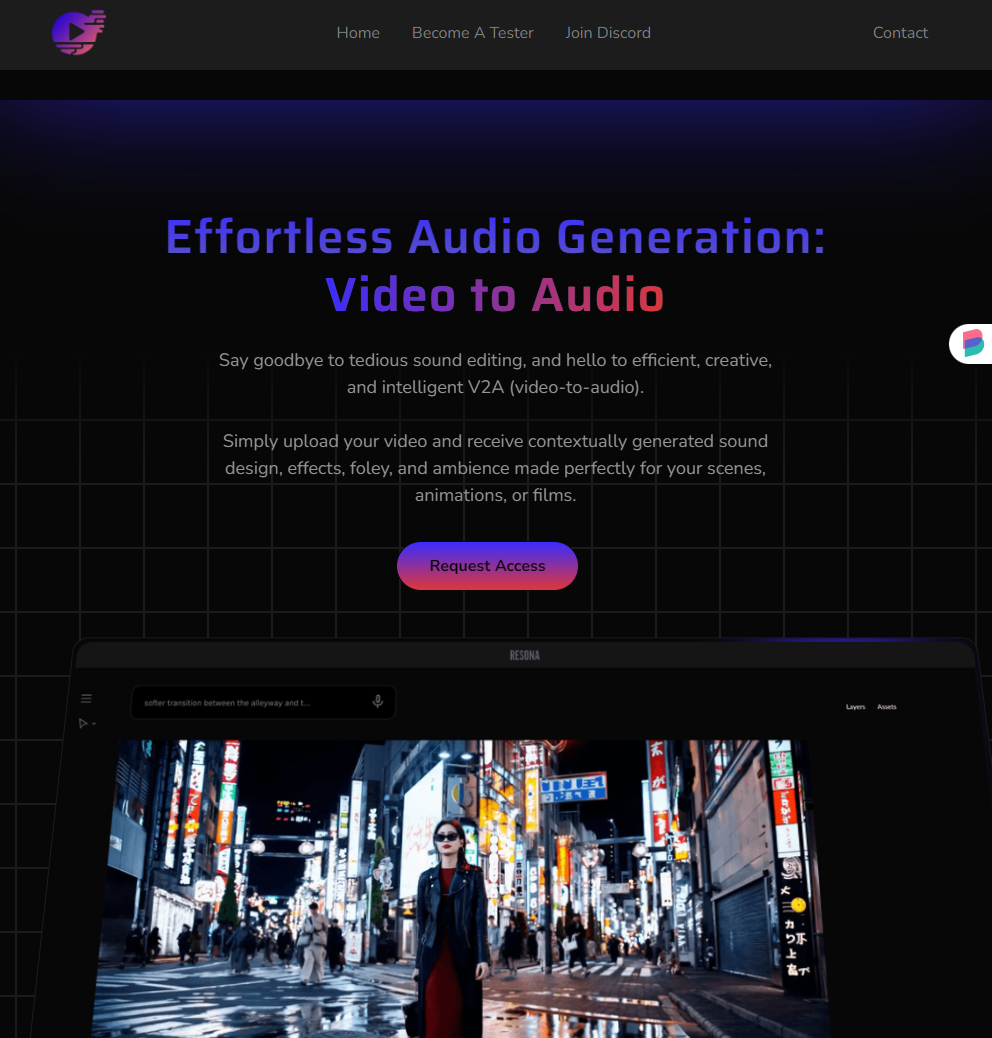 Home
Become A Tester
Join Discord
Contact
Effortless Audio Generation:
Video to Audio
Say goodbye to tedious sound editing, and hello to efficient, creative,
and intelligent V2A (video-to-audio).
Simply upload your video and receive contextually generated sound
design, effects, foley, and ambience made perfectly for your scenes,
animations, or films.
Request Access
RESONA
softer transition between the alleyway and t...
Layers
Assets